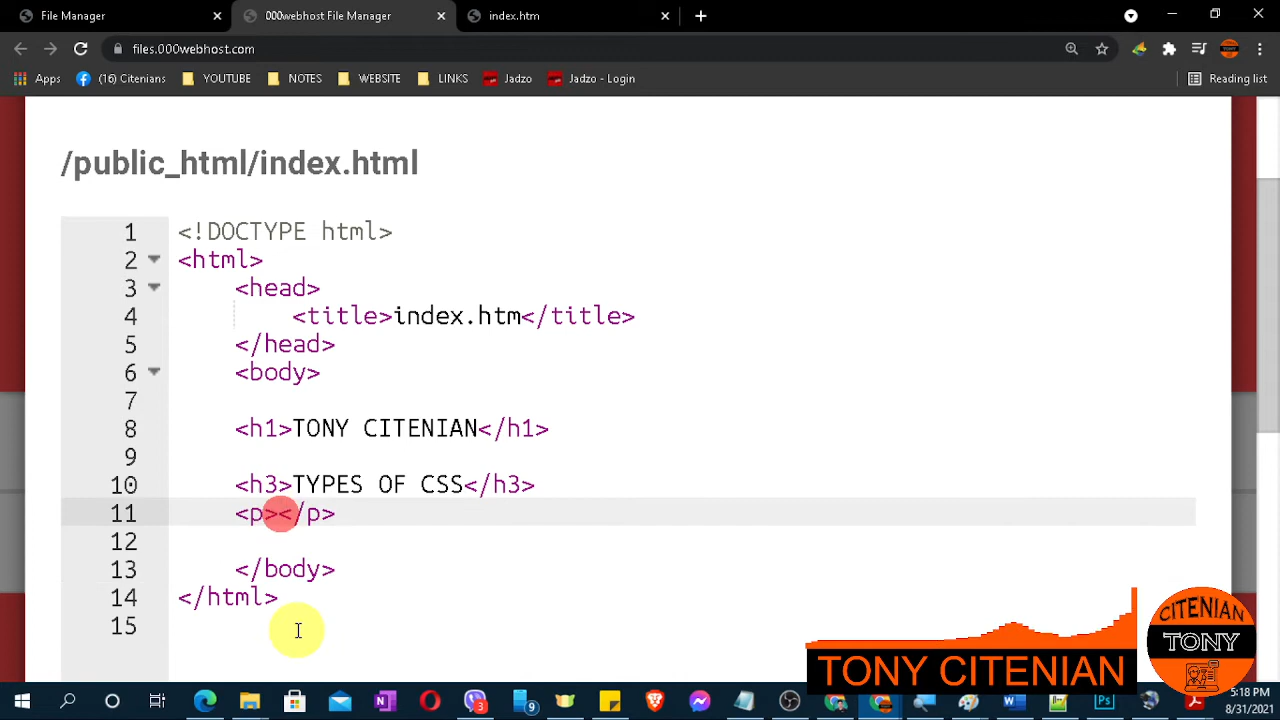 File Manager
000webhost File Manager
index.htm
files.000webhost.com
Apps
(16) Citenians
YOUTUBE
NOTES
WEBSITE
LINKS
Jadzo
Jadzo - Login
Reading list
/public_html/index.html
1 <!DOCTYPE html>
2 <html>
3 <head>
4 <title>index.htm</title>
5 </head>
6 <body>
7
8 <h1>TONY CITENIAN</h1>
9
10 <h3>TYPES OF CSS</h3>
11 <p></p>
12
13 </body>
14 </html>
15
TONY CITENIAN
CITENIAN
TONY
3
9
5:18 PM
8/31/2021